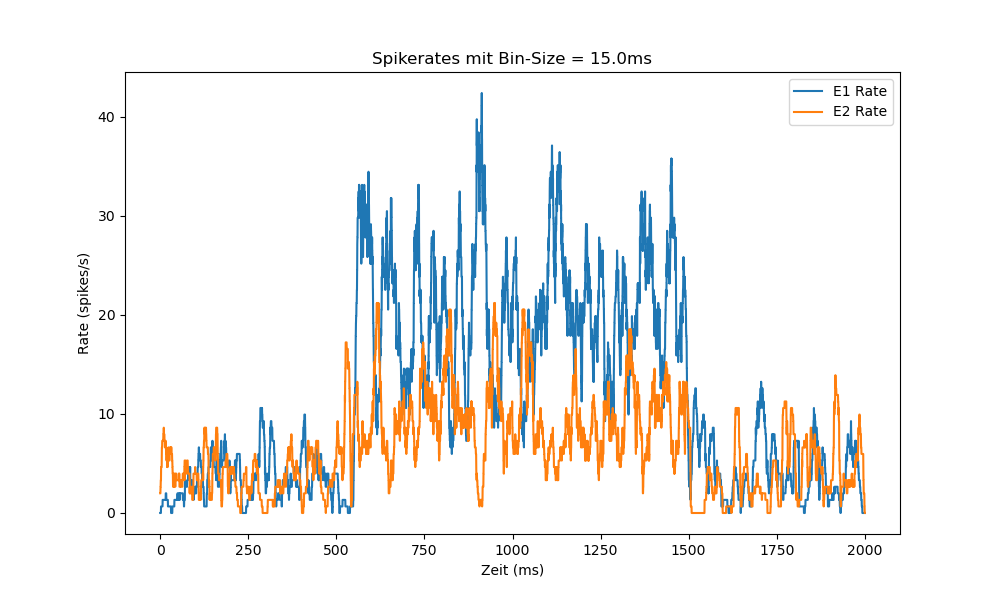 Spikerates mit Bin-Size = 15.0ms
E1 Rate
E2 Rate
Rate (spikes/s)
40
30
20
10
0
0 250 500 750 1000 1250 1500 1750 2000
Zeit (ms)